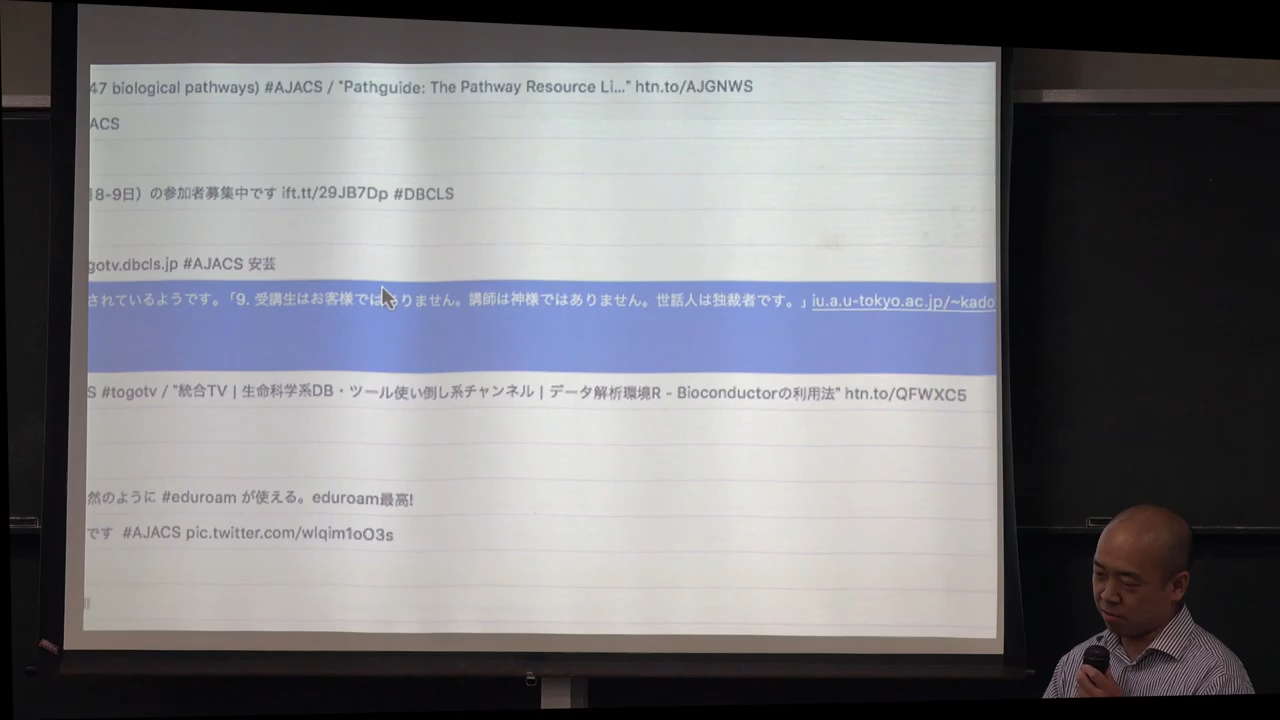 47 biological pathways) #AJACS / "Pathguide: The Pathway Resource Li..." htn.to/AJGNWS
ACS
8-9日）の参加者募集中です ift.tt/29JB7Dp #DBCLS
gotv.dbcls.jp #AJACS 安芸
されているようです。「9. 受講生はお客様ではありません。講師は神様ではありません。世話人は独裁者です。」iu.a.u-tokyo.ac.jp/~kado
S #togotv / "統合TV | 生命科学系DB・ツール使い倒し系チャンネル | データ解析環境R - Bioconductorの利用法" htn.to/QFWXC5
然のように #eduroam が使える。eduroam最高!
です #AJACS pic.twitter.com/wlqim1oO3s